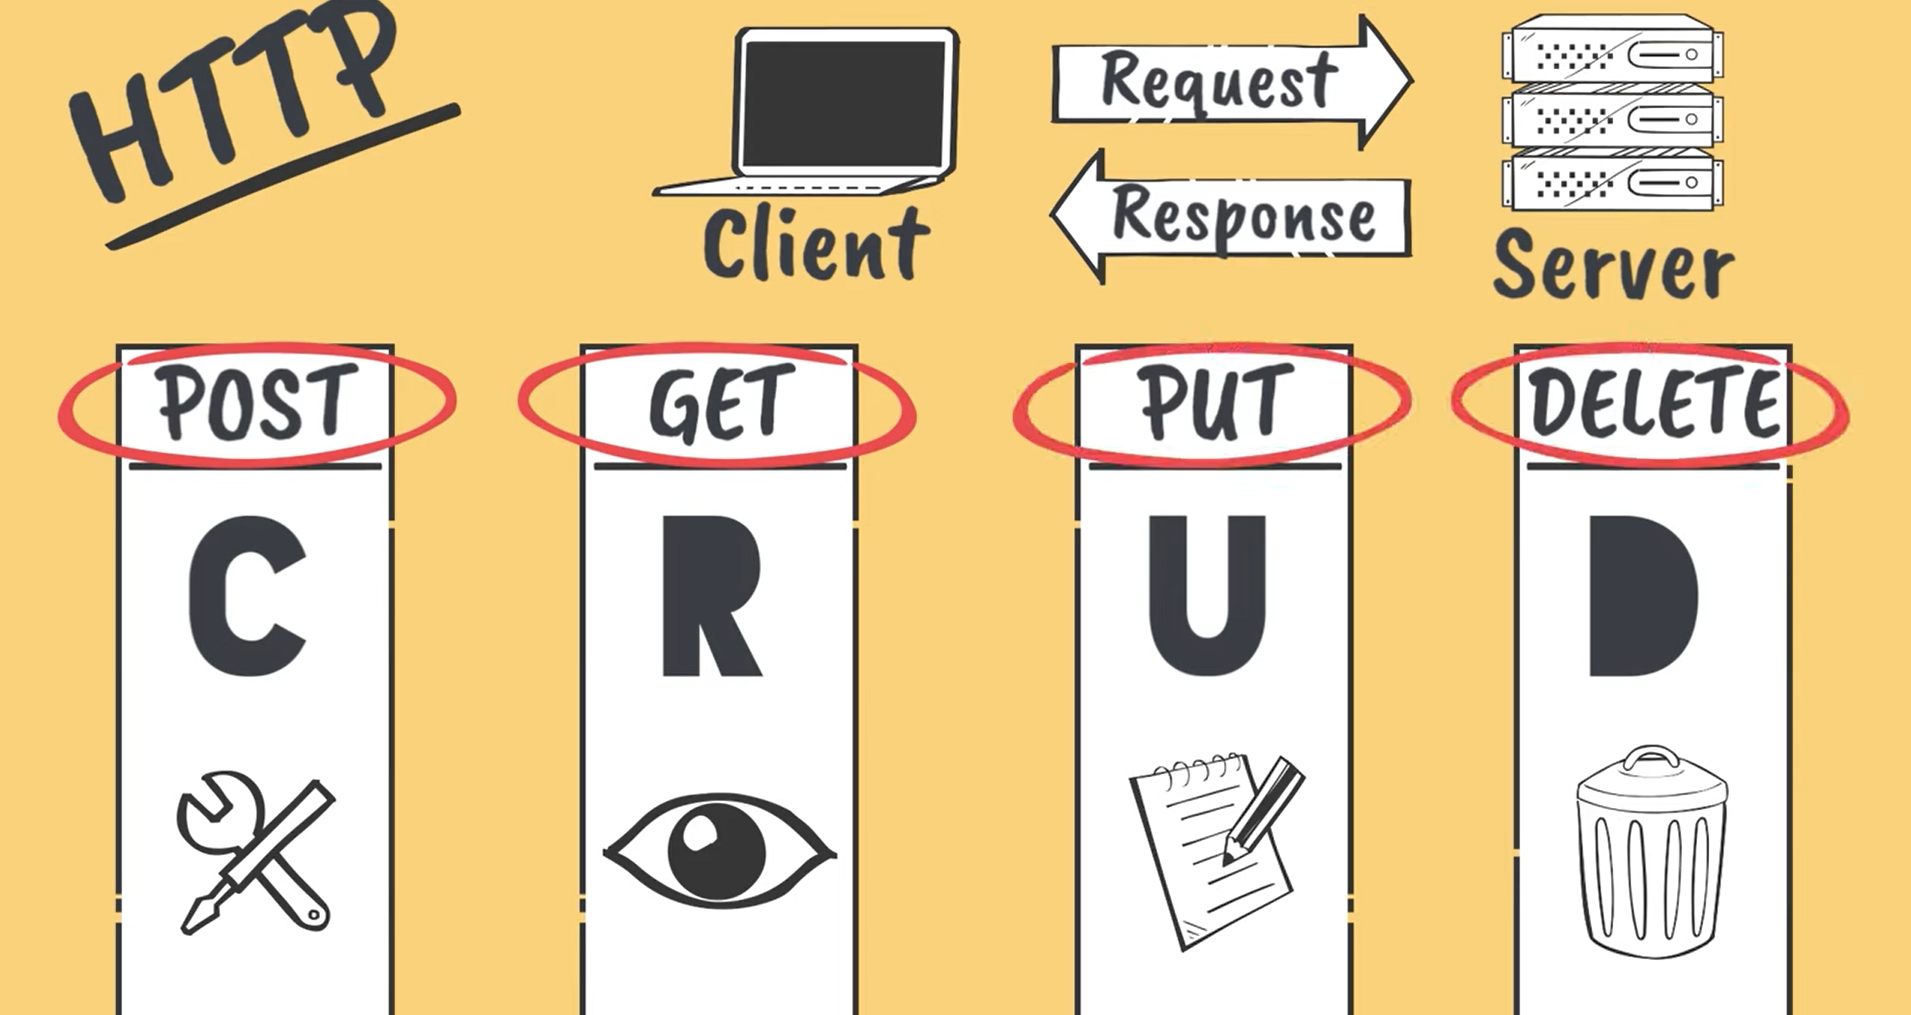 HTTP
Request
Response
Client
Server
POST
GET
PUT
DELETE
C
R
U
D